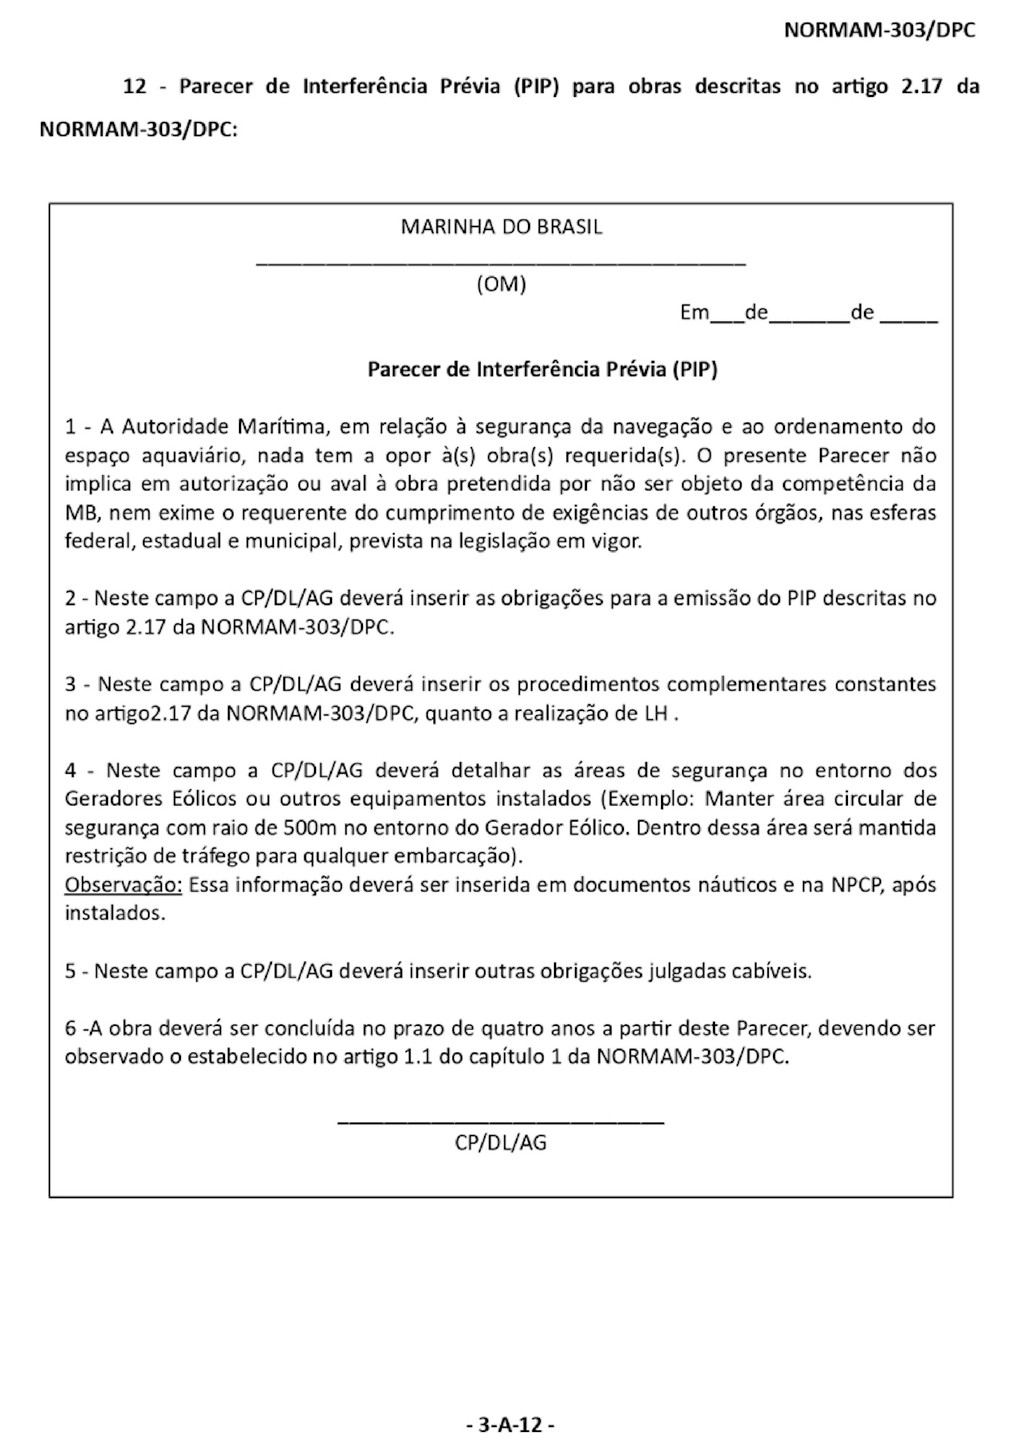 NORMAM-303/DPC
12 - Parecer de Interferência Prévia (PIP) para obras descritas no artigo 2.17 da
NORMAM-303/DPC:
MARINHA DO BRASIL
__________________________________________
(OM)
Em___de_______de _____
Parecer de Interferência Prévia (PIP)
1 - A Autoridade Marítima, em relação à segurança da navegação e ao ordenamento do
espaço aquaviário, nada tem a opor à(s) obra(s) requerida(s). O presente Parecer não
implica em autorização ou aval à obra pretendida por não ser objeto da competência da
MB, nem exime o requerente do cumprimento de exigências de outros órgãos, nas esferas
federal, estadual e municipal, prevista na legislação em vigor.
2 - Neste campo a CP/DL/AG deverá inserir as obrigações para a emissão do PIP descritas no
artigo 2.17 da NORMAM-303/DPC.
3 - Neste campo a CP/DL/AG deverá inserir os procedimentos complementares constantes
no artigo2.17 da NORMAM-303/DPC, quanto a realização de LH .
4 - Neste campo a CP/DL/AG deverá detalhar as áreas de segurança no entorno dos
Geradores Eólicos ou outros equipamentos instalados (Exemplo: Manter área circular de
segurança com raio de 500m no entorno do Gerador Eólico. Dentro dessa área será mantida
restrição de tráfego para qualquer embarcação).
Observação: Essa informação deverá ser inserida em documentos náuticos e na NPCP, após
instalados.
5 - Neste campo a CP/DL/AG deverá inserir outras obrigações julgadas cabíveis.
6 -A obra deverá ser concluída no prazo de quatro anos a partir deste Parecer, devendo ser
observado o estabelecido no artigo 1.1 do capítulo 1 da NORMAM-303/DPC.
____________________________
CP/DL/AG
- 3-A-12 -